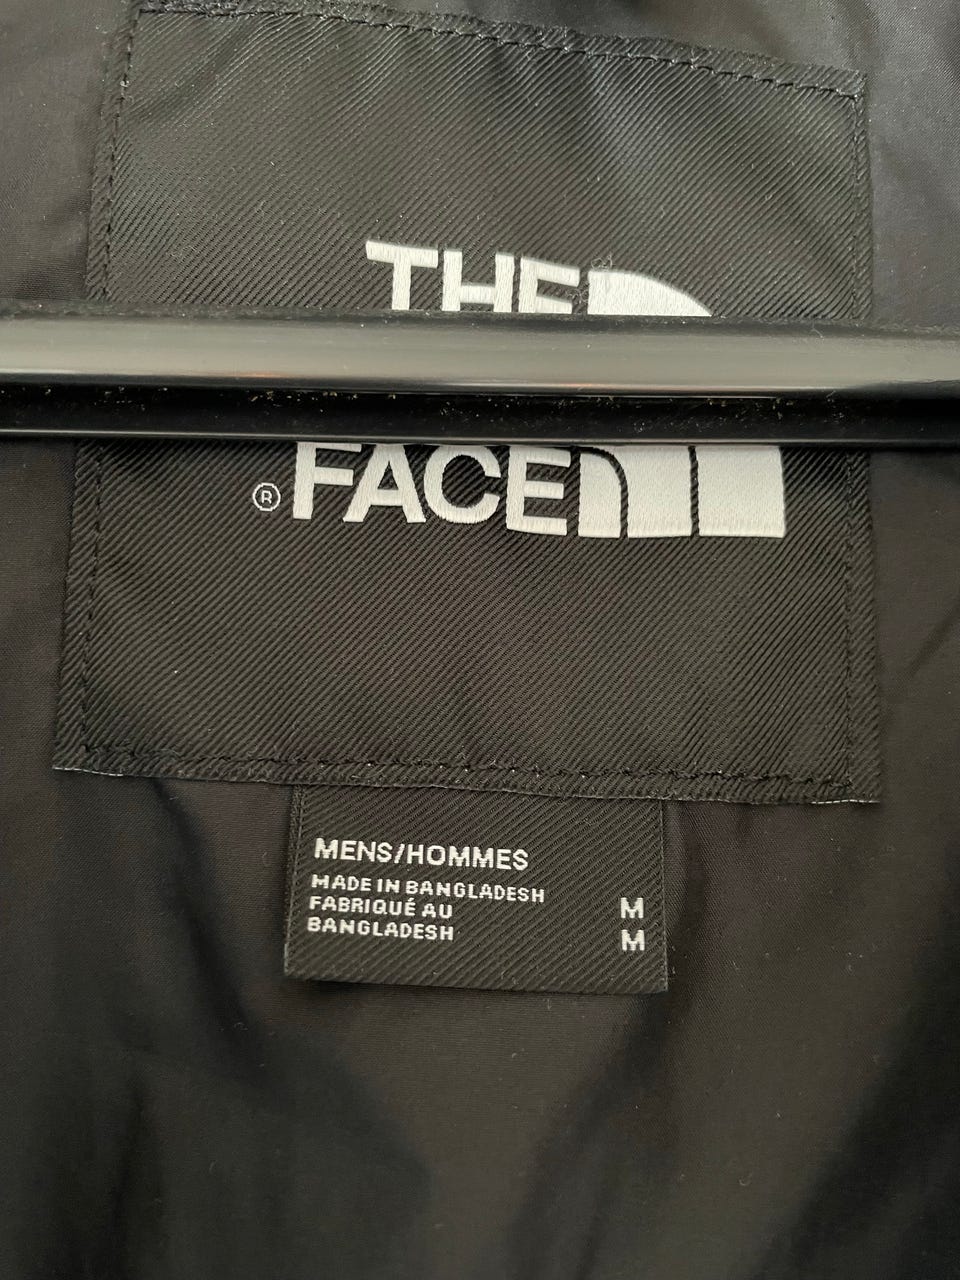 THE
FACE
®
MENS/HOMMES
MADE IN BANGLADESH
FABRIQUÉ AU
BANGLADESH
M
M